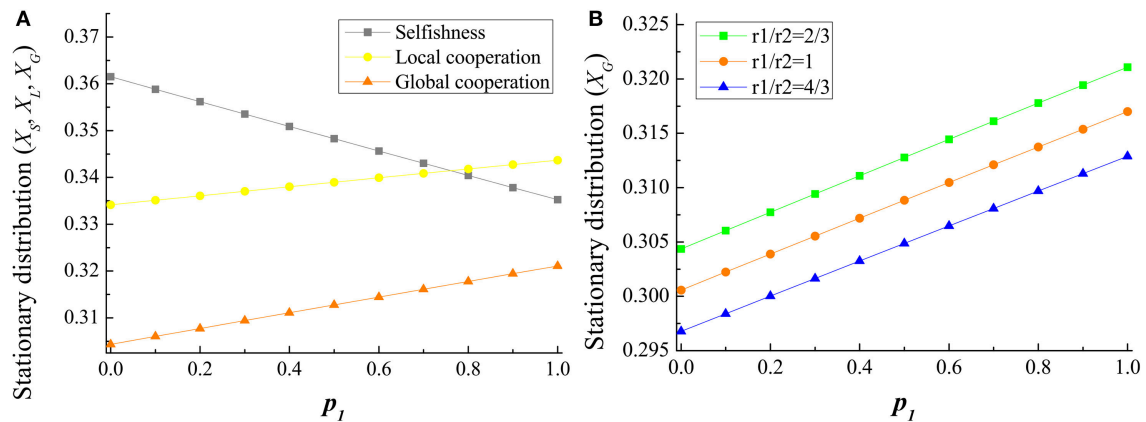 A
Selfishness
Local cooperation
Global cooperation
Stationary distribution (X_S, X_L, X_G)
0.37
0.36
0.35
0.34
0.33
0.32
0.31
0.0 0.2 0.4 0.6 0.8 1.0
p_1
B
r1/r2=2/3
r1/r2=1
r1/r2=4/3
Stationary distribution (X_G)
0.325
0.320
0.315
0.310
0.305
0.300
0.295
0.0 0.2 0.4 0.6 0.8 1.0
p_1